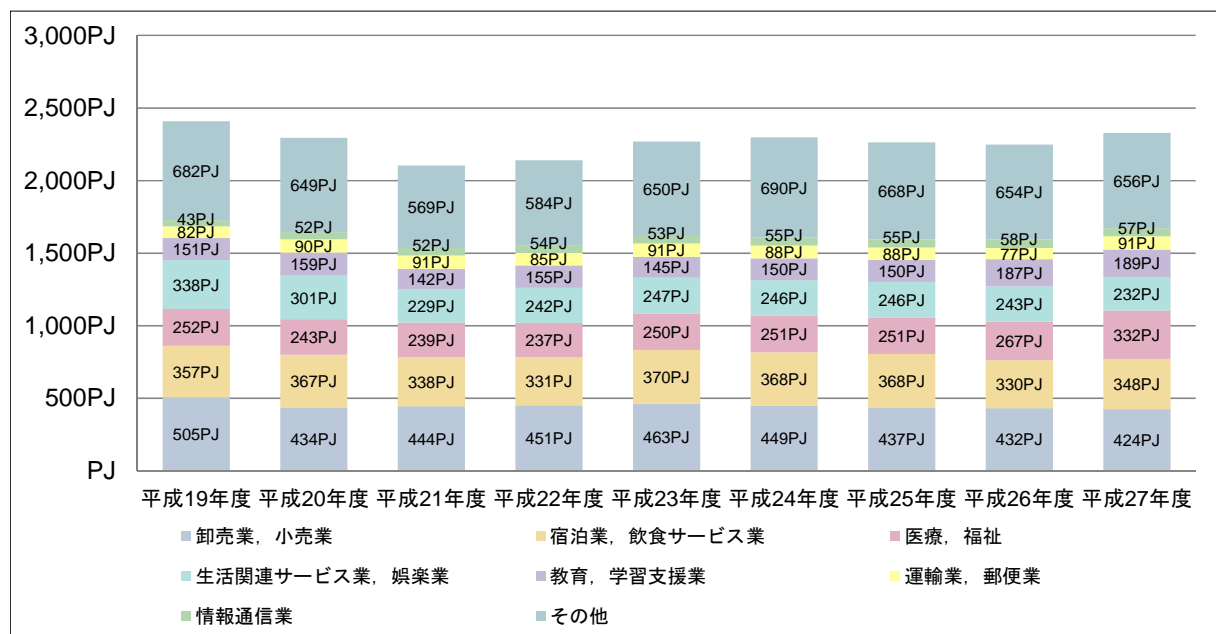 3,000PJ
2,500PJ
2,000PJ
1,500PJ
1,000PJ
500PJ
PJ
682PJ 649PJ 569PJ 584PJ 650PJ 690PJ 668PJ 654PJ 656PJ
43PJ 52PJ 52PJ 54PJ 53PJ 55PJ 55PJ 58PJ 57PJ
82PJ 90PJ 91PJ 85PJ 91PJ 88PJ 88PJ 77PJ 91PJ
151PJ 159PJ 142PJ 155PJ 145PJ 150PJ 150PJ 187PJ 189PJ
338PJ 301PJ 229PJ 242PJ 247PJ 246PJ 246PJ 243PJ 232PJ
252PJ 243PJ 239PJ 237PJ 250PJ 251PJ 251PJ 267PJ 332PJ
357PJ 367PJ 338PJ 331PJ 370PJ 368PJ 368PJ 330PJ 348PJ
505PJ 434PJ 444PJ 451PJ 463PJ 449PJ 437PJ 432PJ 424PJ
平成19年度 平成20年度 平成21年度 平成22年度 平成23年度 平成24年度 平成25年度 平成26年度 平成27年度
卸売業，小売業 宿泊業，飲食サービス業 医療，福祉
生活関連サービス業，娯楽業 教育，学習支援業 運輸業，郵便業
情報通信業 その他